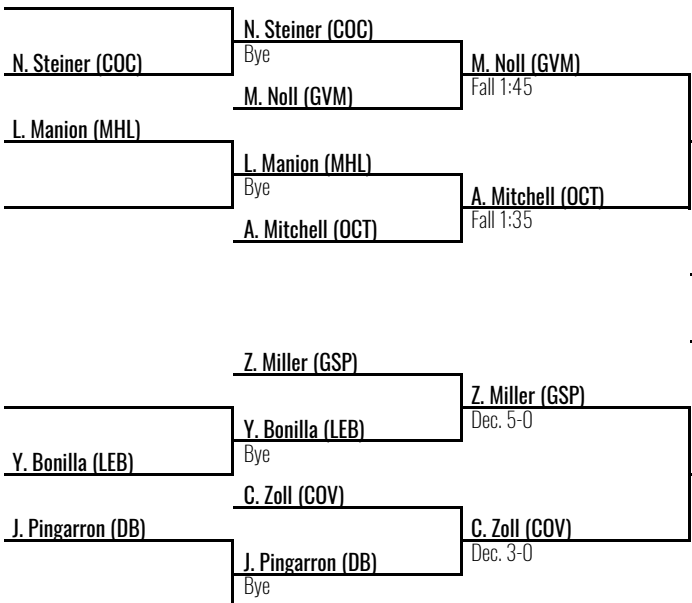 N. Steiner (COC)
N. Steiner (COC)
Bye
M. Noll (GVM)
M. Noll (GVM)
Fall 1:45
L. Manion (MHL)
L. Manion (MHL)
Bye
A. Mitchell (OCT)
A. Mitchell (OCT)
Fall 1:35
Z. Miller (GSP)
Z. Miller (GSP)
Dec. 5-0
Y. Bonilla (LEB)
Bye
Y. Bonilla (LEB)
C. Zoll (COV)
J. Pingarron (DB)
C. Zoll (COV)
Dec. 3-0
J. Pingarron (DB)
Bye